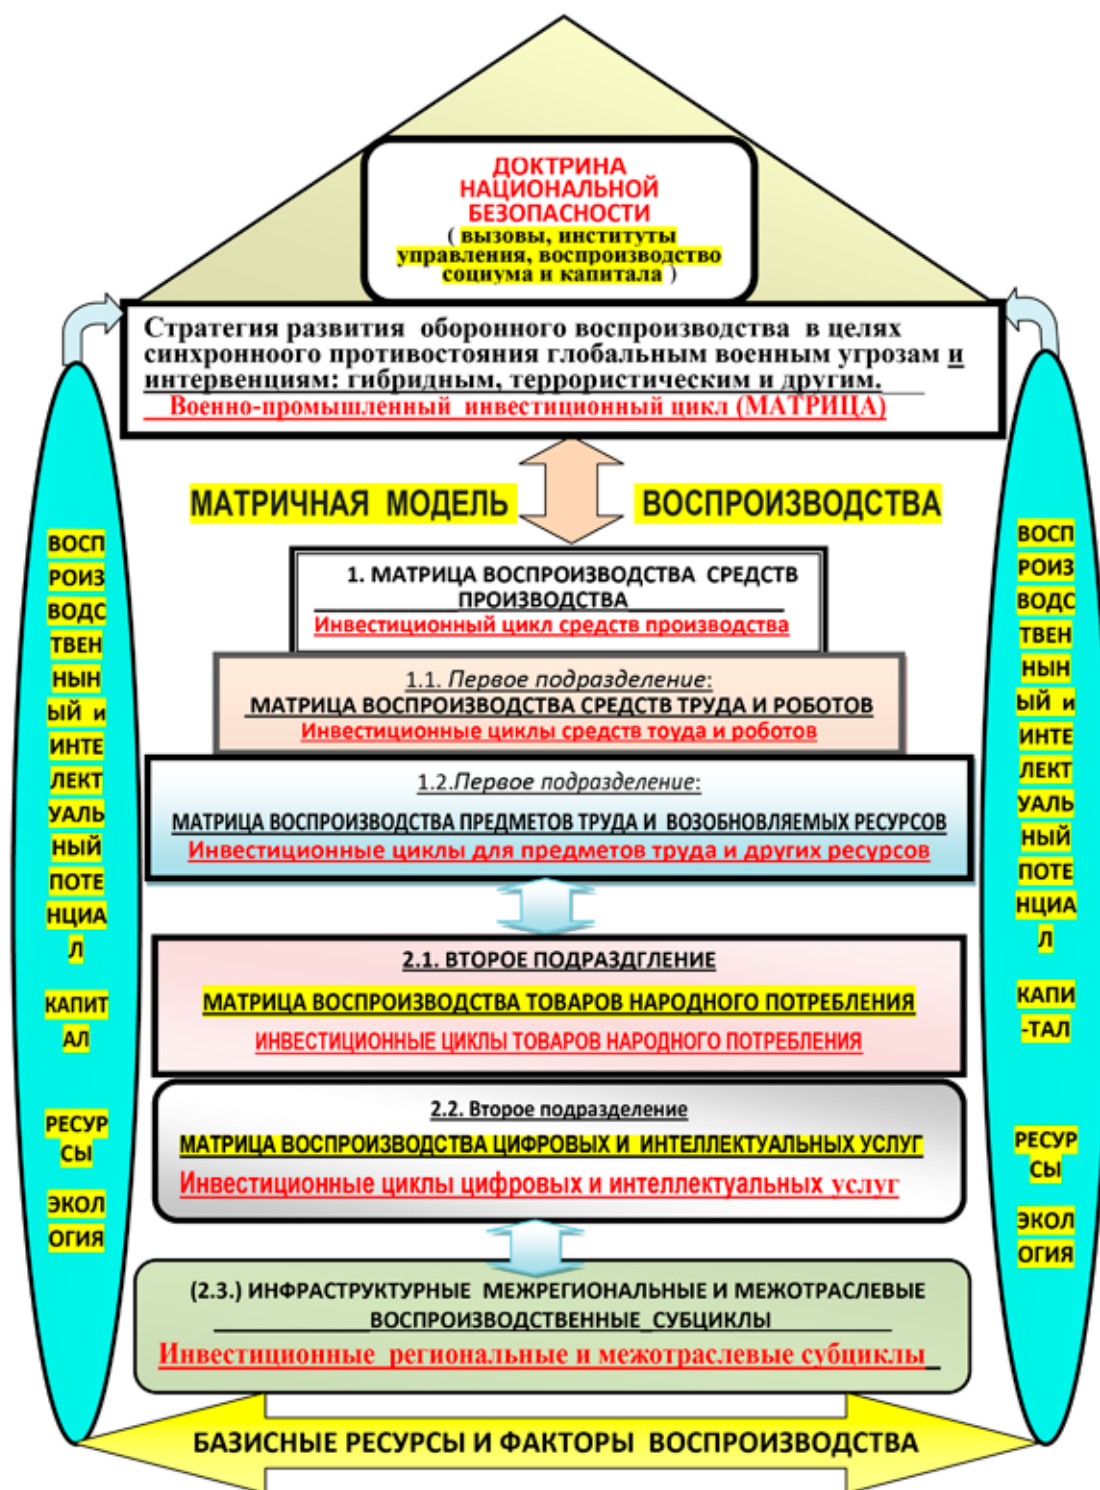 ДОКТРИНА
НАЦИОНАЛЬНОЙ
БЕЗОПАСНОСТИ
( вызовы, институты
управления, воспроизводство
социума и капитала )
Стратегия развития оборонного воспроизводства в целях
синхронноого противостояния глобальным военным угрозам и
интервенциям: гибридным, террористическим и другим.
Военно-промышленный инвестиционный цикл (МАТРИЦА)
МАТРИЧНАЯ МОДЕЛЬ ВОСПРОИЗВОДСТВА
1. МАТРИЦА ВОСПРОИЗВОДСТВА СРЕДСТВ
ПРОИЗВОДСТВА
Инвестиционный цикл средств производства
1.1. Первое подразделение:
МАТРИЦА ВОСПРОИЗВОДСТВА СРЕДСТВ ТРУДА И РОБОТОВ
Инвестиционные циклы средств тоуда и роботов
1.2.Первое подразделение:
МАТРИЦА ВОСПРОИЗВОДСТВА ПРЕДМЕТОВ ТРУДА И ВОЗОБНОВЛЯЕМЫХ РЕСУРСОВ
Инвестиционные циклы для предметов труда и других ресурсов
2.1. ВТОРОЕ ПОДРАЗДГЛЕНИЕ
МАТРИЦА ВОСПРОИЗВОДСТВА ТОВАРОВ НАРОДНОГО ПОТРЕБЛЕНИЯ
ИНВЕСТИЦИОННЫЕ ЦИКЛЫ ТОВАРОВ НАРОДНОГО ПОТРЕБЛЕНИЯ
2.2. Второе подразделение
МАТРИЦА ВОСПРОИЗВОДСТВА ЦИФРОВЫХ И ИНТЕЛЛЕКТУАЛЬНЫХ УСЛУГ
Инвестиционные циклы цифровых и интеллектуальных услуг
(2.3.) ИНФРАСТРУКТУРНЫЕ МЕЖРЕГИОНАЛЬНЫЕ И МЕЖОТРАСЛЕВЫЕ
ВОСПРОИЗВОДСТВЕННЫЕ_СУБЦИКЛЫ
Инвестиционные региональные и межотраслевые субциклы
БАЗИСНЫЕ РЕСУРСЫ И ФАКТОРЫ ВОСПРОИЗВОДСТВА
ВОСП
РОИЗ
ВОДС
ТВЕН
НЫН
ЫЙ и
ИНТЕ
ЛЕКТ
УАЛЬ
НЫЙ
ПОТЕ
НЦИА
Л
КАПИТ
АЛ
РЕСУР
СЫ
ЭКОЛ
ОГИЯ
ВОСП
РОИЗ
ВОДС
ТВЕН
НЫН
ЫЙ и
ИНТЕ
ЛЕКТ
УАЛЬ
НЫЙ
ПОТЕ
НЦИА
Л
КАПИ
-ТАЛ
РЕСУР
СЫ
ЭКОЛ
ОГИЯ